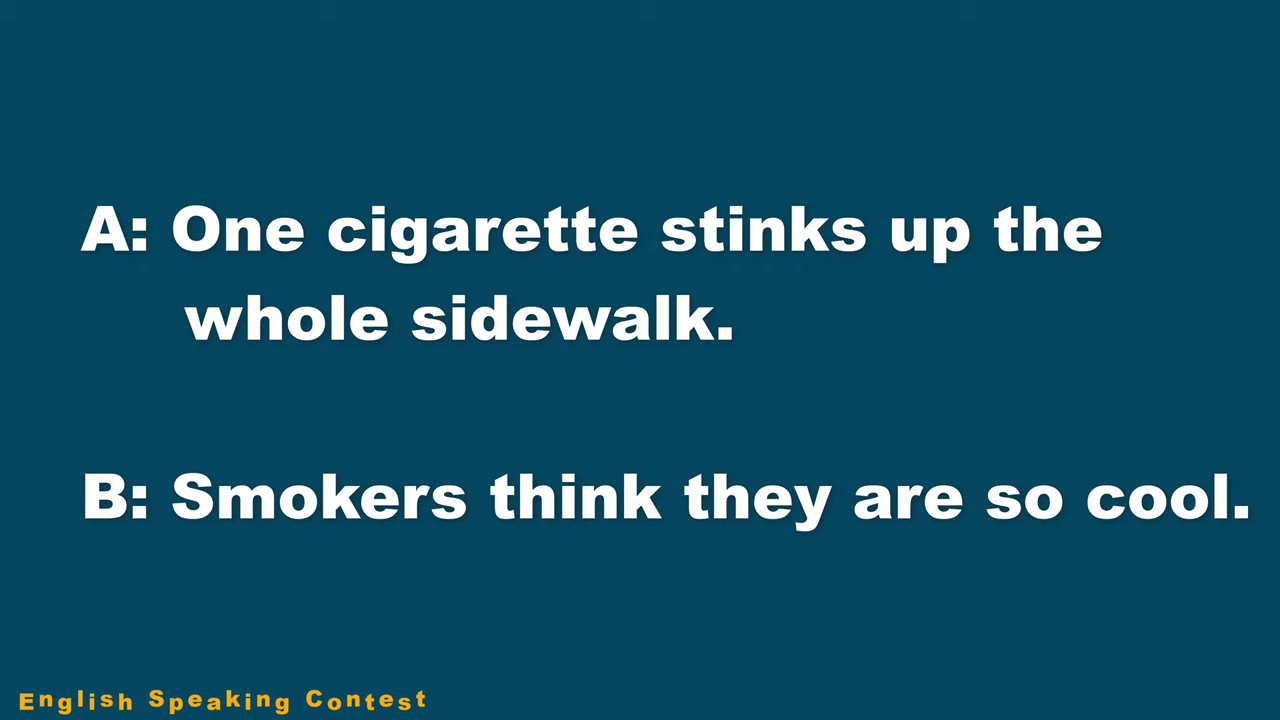 A: One cigarette stinks up the
whole sidewalk.
B: Smokers think they are so cool.
English Speaking Contest